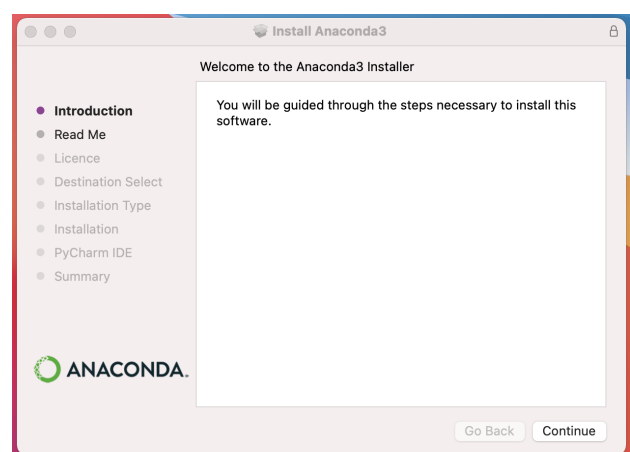 Install Anaconda3
Welcome to the Anaconda3 Installer
Introduction
Read Me
Licence
Destination Select
Installation Type
Installation
PyCharm IDE
Summary
You will be guided through the steps necessary to install this
software.
ANACONDA.
Go Back
Continue